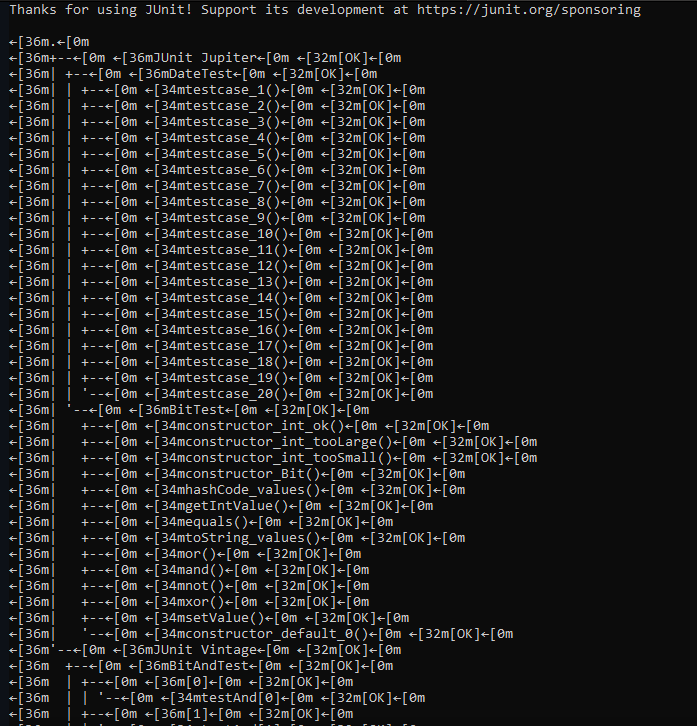 Thanks for using JUnit! Support its development at https://junit.org/sponsoring
←[36m.←[0m
←[36m+--←[0m ←[36mJUnit Jupiter←[0m ←[32m[OK]←[0m
←[36m| +--←[0m ←[36mDateTest←[0m ←[32m[OK]←[0m
←[36m| | +--←[0m ←[34mtestcase_1()←[0m ←[32m[OK]←[0m
←[36m| | +--←[0m ←[34mtestcase_2()←[0m ←[32m[OK]←[0m
←[36m| | +--←[0m ←[34mtestcase_3()←[0m ←[32m[OK]←[0m
←[36m| | +--←[0m ←[34mtestcase_4()←[0m ←[32m[OK]←[0m
←[36m| | +--←[0m ←[34mtestcase_5()←[0m ←[32m[OK]←[0m
←[36m| | +--←[0m ←[34mtestcase_6()←[0m ←[32m[OK]←[0m
←[36m| | +--←[0m ←[34mtestcase_7()←[0m ←[32m[OK]←[0m
←[36m| | +--←[0m ←[34mtestcase_8()←[0m ←[32m[OK]←[0m
←[36m| | +--←[0m ←[34mtestcase_9()←[0m ←[32m[OK]←[0m
←[36m| | +--←[0m ←[34mtestcase_10()←[0m ←[32m[OK]←[0m
←[36m| | +--←[0m ←[34mtestcase_11()←[0m ←[32m[OK]←[0m
←[36m| | +--←[0m ←[34mtestcase_12()←[0m ←[32m[OK]←[0m
←[36m| | +--←[0m ←[34mtestcase_13()←[0m ←[32m[OK]←[0m
←[36m| | +--←[0m ←[34mtestcase_14()←[0m ←[32m[OK]←[0m
←[36m| | +--←[0m ←[34mtestcase_15()←[0m ←[32m[OK]←[0m
←[36m| | +--←[0m ←[34mtestcase_16()←[0m ←[32m[OK]←[0m
←[36m| | +--←[0m ←[34mtestcase_17()←[0m ←[32m[OK]←[0m
←[36m| | +--←[0m ←[34mtestcase_18()←[0m ←[32m[OK]←[0m
←[36m| | +--←[0m ←[34mtestcase_19()←[0m ←[32m[OK]←[0m
←[36m| | '--←[0m ←[34mtestcase_20()←[0m ←[32m[OK]←[0m
←[36m| '--←[0m ←[36mBitTest←[0m ←[32m[OK]←[0m
←[36m|   +--←[0m ←[34mconstructor_int_ok()←[0m ←[32m[OK]←[0m
←[36m|   +--←[0m ←[34mconstructor_int_tooLarge()←[0m ←[32m[OK]←[0m
←[36m|   +--←[0m ←[34mconstructor_int_tooSmall()←[0m ←[32m[OK]←[0m
←[36m|   +--←[0m ←[34mconstructor_Bit()←[0m ←[32m[OK]←[0m
←[36m|   +--←[0m ←[34mhashCode_values()←[0m ←[32m[OK]←[0m
←[36m|   +--←[0m ←[34mgetIntValue()←[0m ←[32m[OK]←[0m
←[36m|   +--←[0m ←[34mequals()←[0m ←[32m[OK]←[0m
←[36m|   +--←[0m ←[34mtoString_values()←[0m ←[32m[OK]←[0m
←[36m|   +--←[0m ←[34mor()←[0m ←[32m[OK]←[0m
←[36m|   +--←[0m ←[34mand()←[0m ←[32m[OK]←[0m
←[36m|   +--←[0m ←[34mnot()←[0m ←[32m[OK]←[0m
←[36m|   +--←[0m ←[34mxor()←[0m ←[32m[OK]←[0m
←[36m|   +--←[0m ←[34msetValue()←[0m ←[32m[OK]←[0m
←[36m|   '--←[0m ←[34mconstructor_default_0()←[0m ←[32m[OK]←[0m
←[36m'--←[0m ←[36mJUnit Vintage←[0m ←[32m[OK]←[0m
←[36m  +--←[0m ←[36mBitAndTest←[0m ←[32m[OK]←[0m
←[36m  | +--←[0m ←[36m[0]←[0m ←[32m[OK]←[0m
←[36m  | | '--←[0m ←[34mtestAnd[0]←[0m ←[32m[OK]←[0m
←[36m  | +--←[0m ←[36m[1]←[0m ←[32m[OK]←[0m